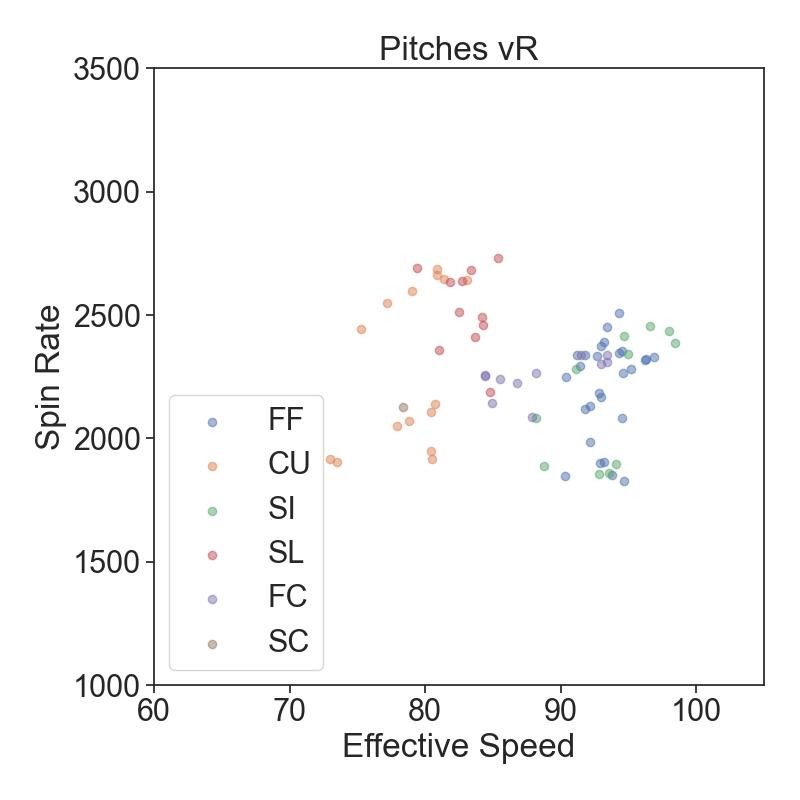 Pitches vR
3500
3000
2500
2000
1500
1000
Spin Rate
FF
CU
SI
SL
FC
SC
60 70 80 90 100
Effective Speed